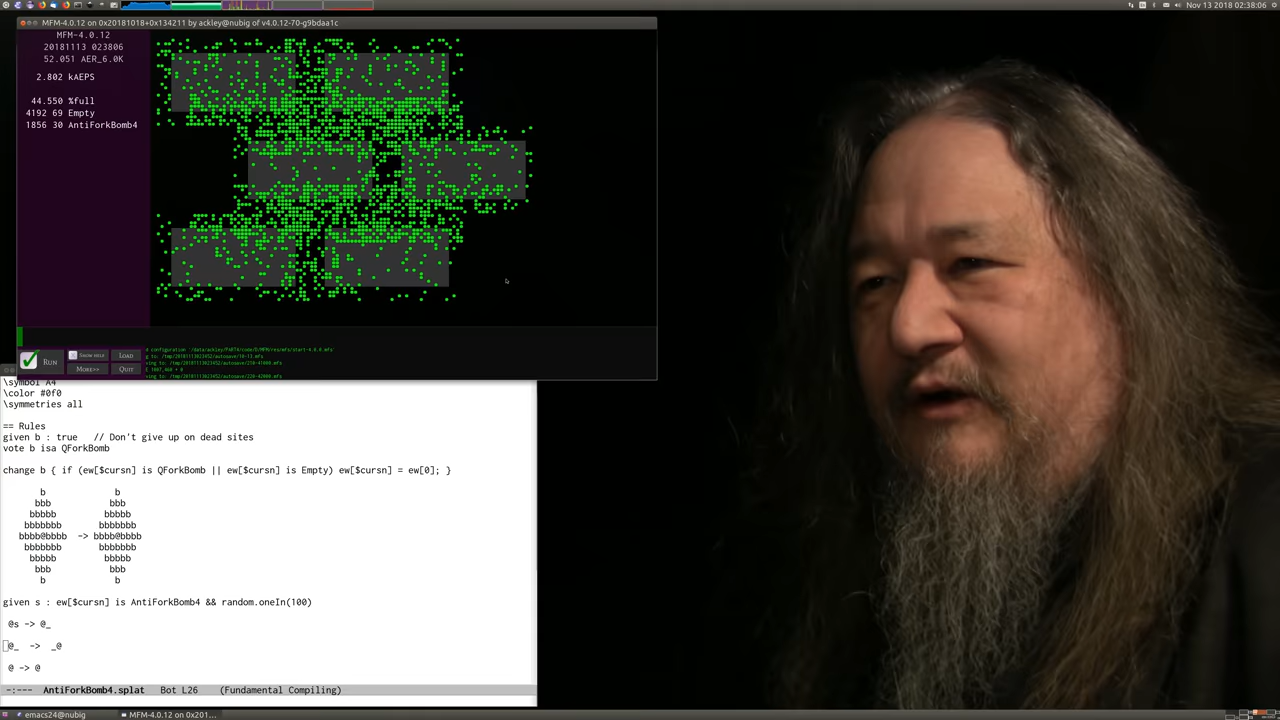 Nov 13 2018 02:38:06
MFM-4.0.12 on 0x20181018+0x134211 by ackley@nubig of v4.0.12-70-g9bdaa1c
MFM-4.0.12
20181113 023806
52.051 AER_6.0K
2.802 kAEPS
44.550 %full
4192 69 Empty
1856 30 AntiForkBomb4
RUN
LOAD
MORE>>
QUIT
\symbol A4
\color #0f0
\symmetries all
== Rules
given b : true // Don't give up on dead sites
vote b isa QForkBomb
change b { if (ew[$cursn] is QForkBomb || ew[$cursn] is Empty) ew[$cursn] = ew[0]; }
b b
bbb bbb
bbbbb bbbbb
bbbbbbb bbbbbbb
bbbb@bbbb -> bbbb@bbbb
bbbbbbb bbbbbbb
bbbbb bbbbb
bbb bbb
b b
given s : ew[$cursn] is AntiForkBomb4 && random.oneIn(100)
@s -> @_
@_ -> _@
@ -> @
-:--- AntiForkBomb4.splat Bot L26 (Fundamental Compiling)
emacs24@nubig
MFM-4.0.12 on 0x201...